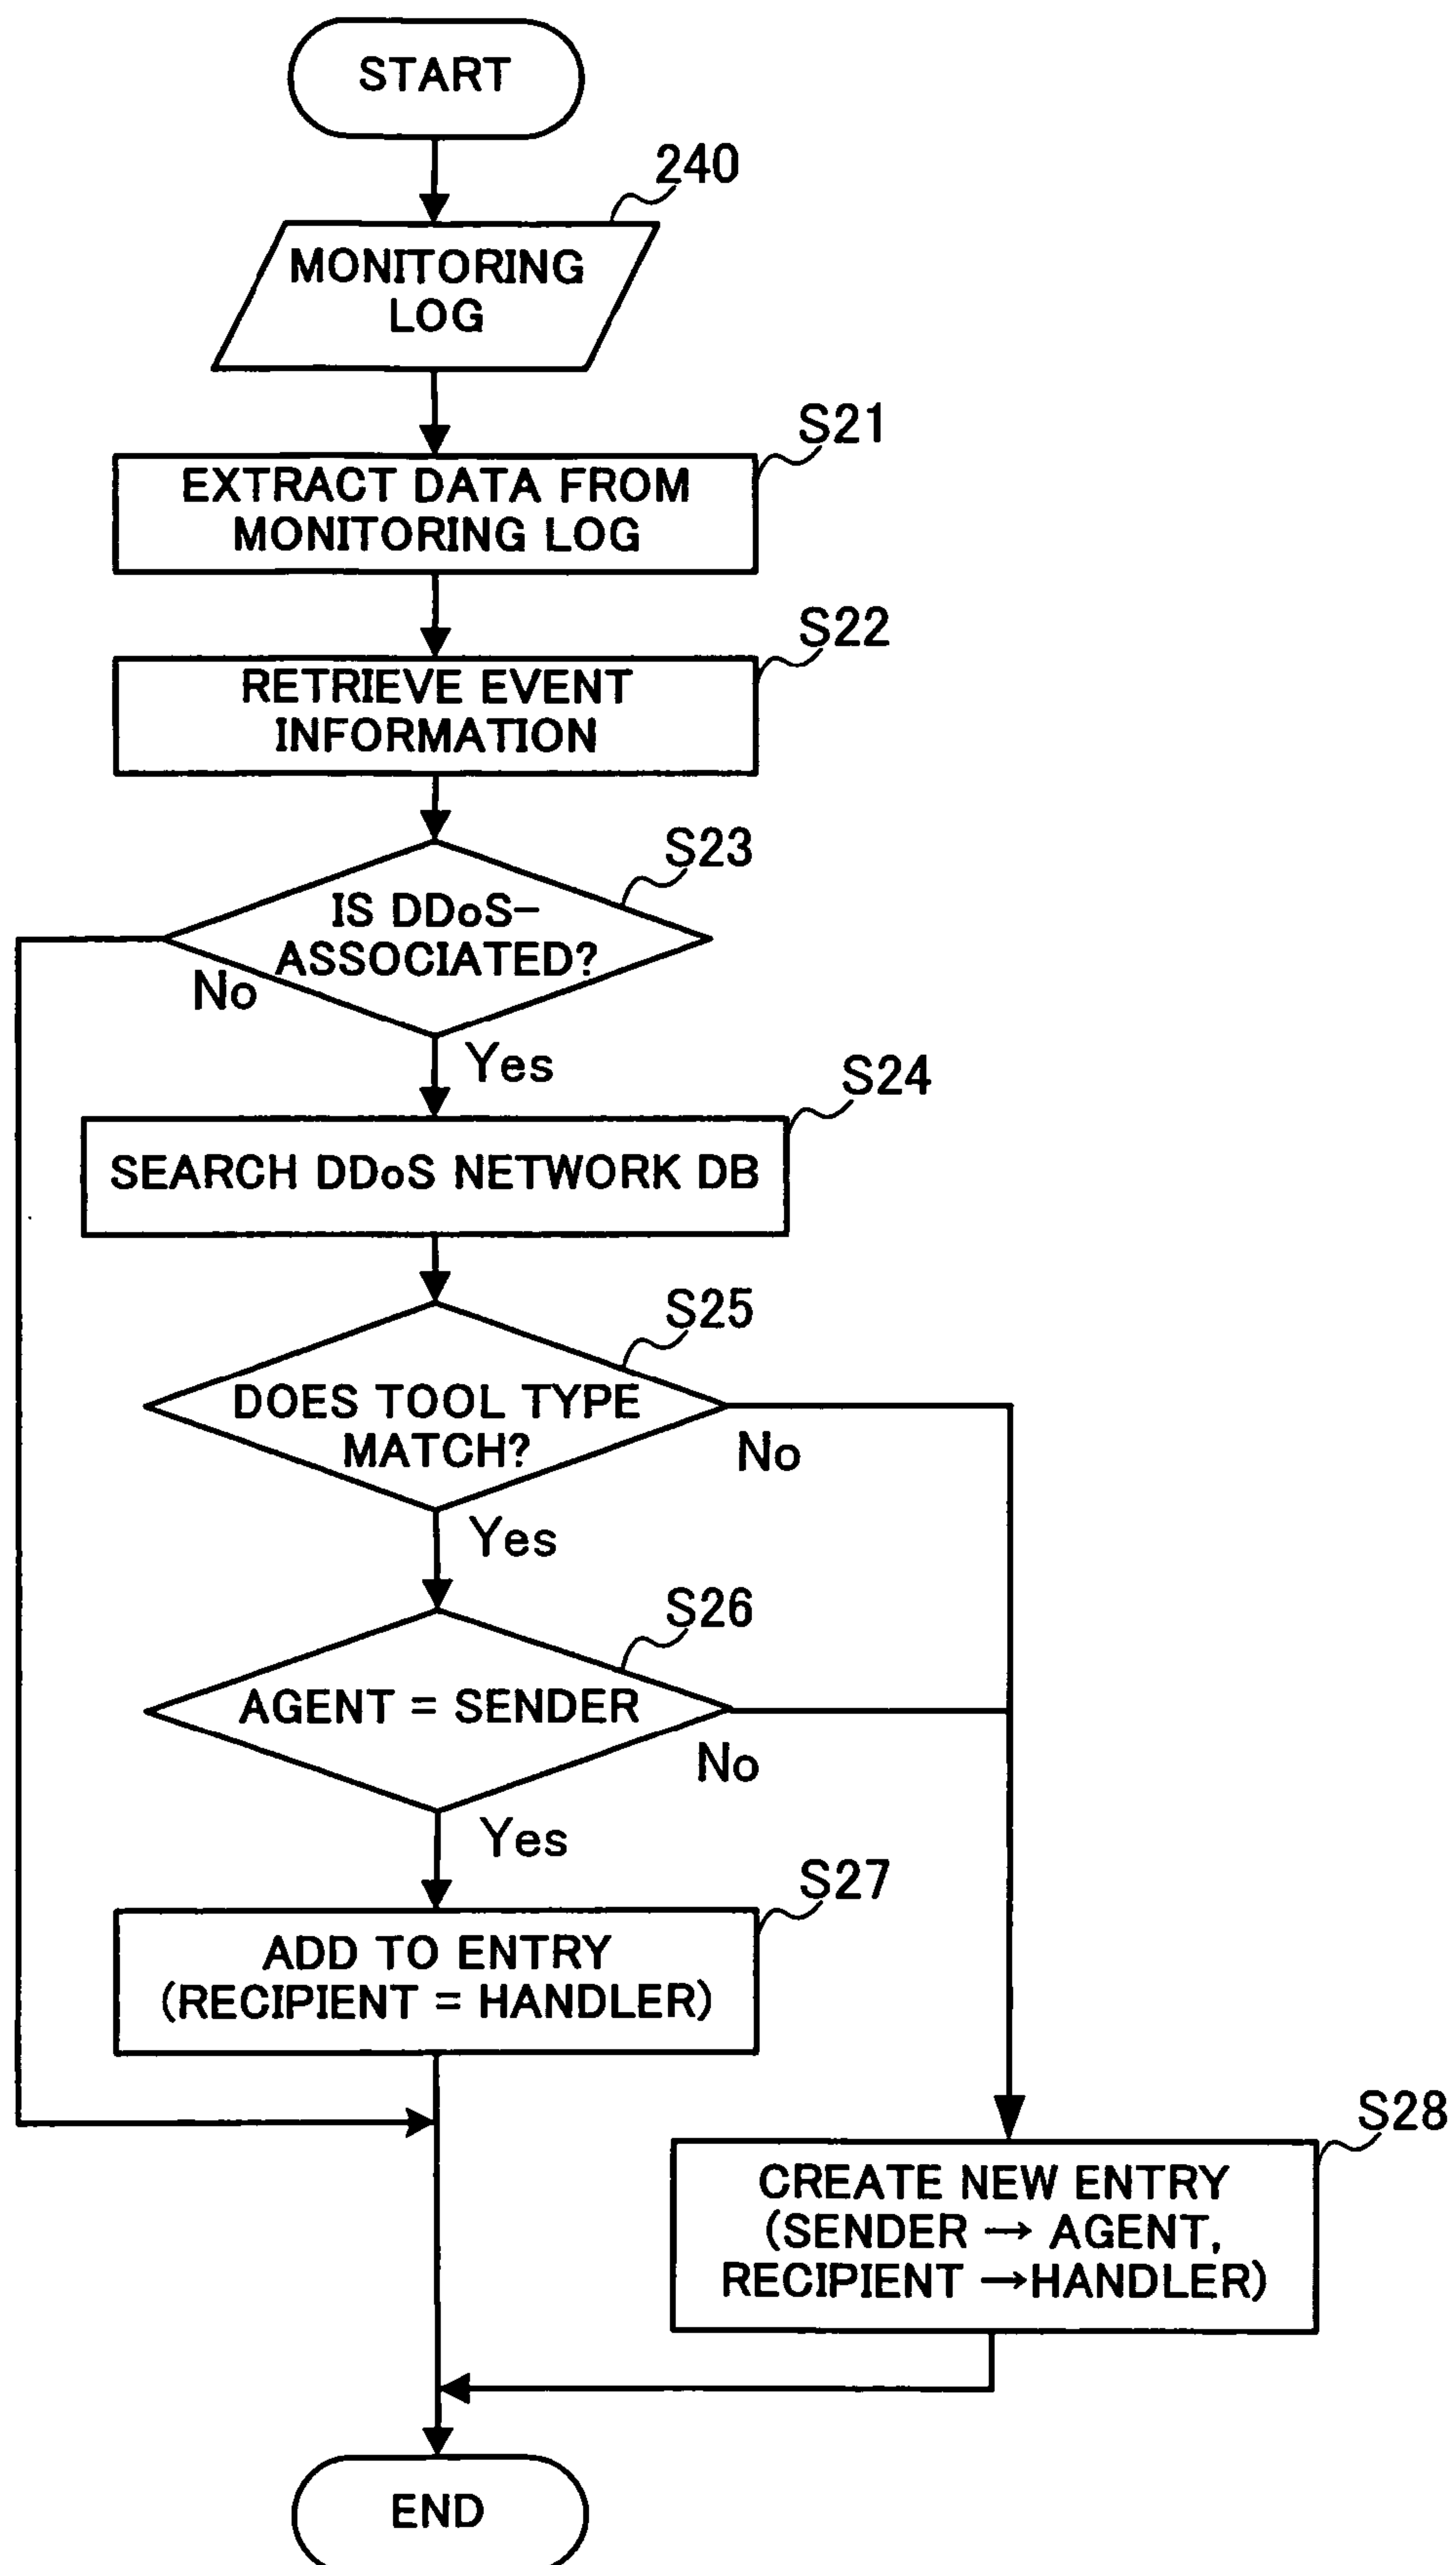 START
240
MONITORING
LOG
S21
EXTRACT DATA FROM
MONITORING LOG
S22
RETRIEVE EVENT
INFORMATION
S23
IS DDoS-
ASSOCIATED?
No
Yes
S24
SEARCH DDoS NETWORK DB
S25
DOES TOOL TYPE
MATCH?
No
Yes
S26
AGENT = SENDER
No
Yes
S27
ADD TO ENTRY
(RECIPIENT = HANDLER)
S28
CREATE NEW ENTRY
(SENDER → AGENT,
RECIPIENT →HANDLER)
END